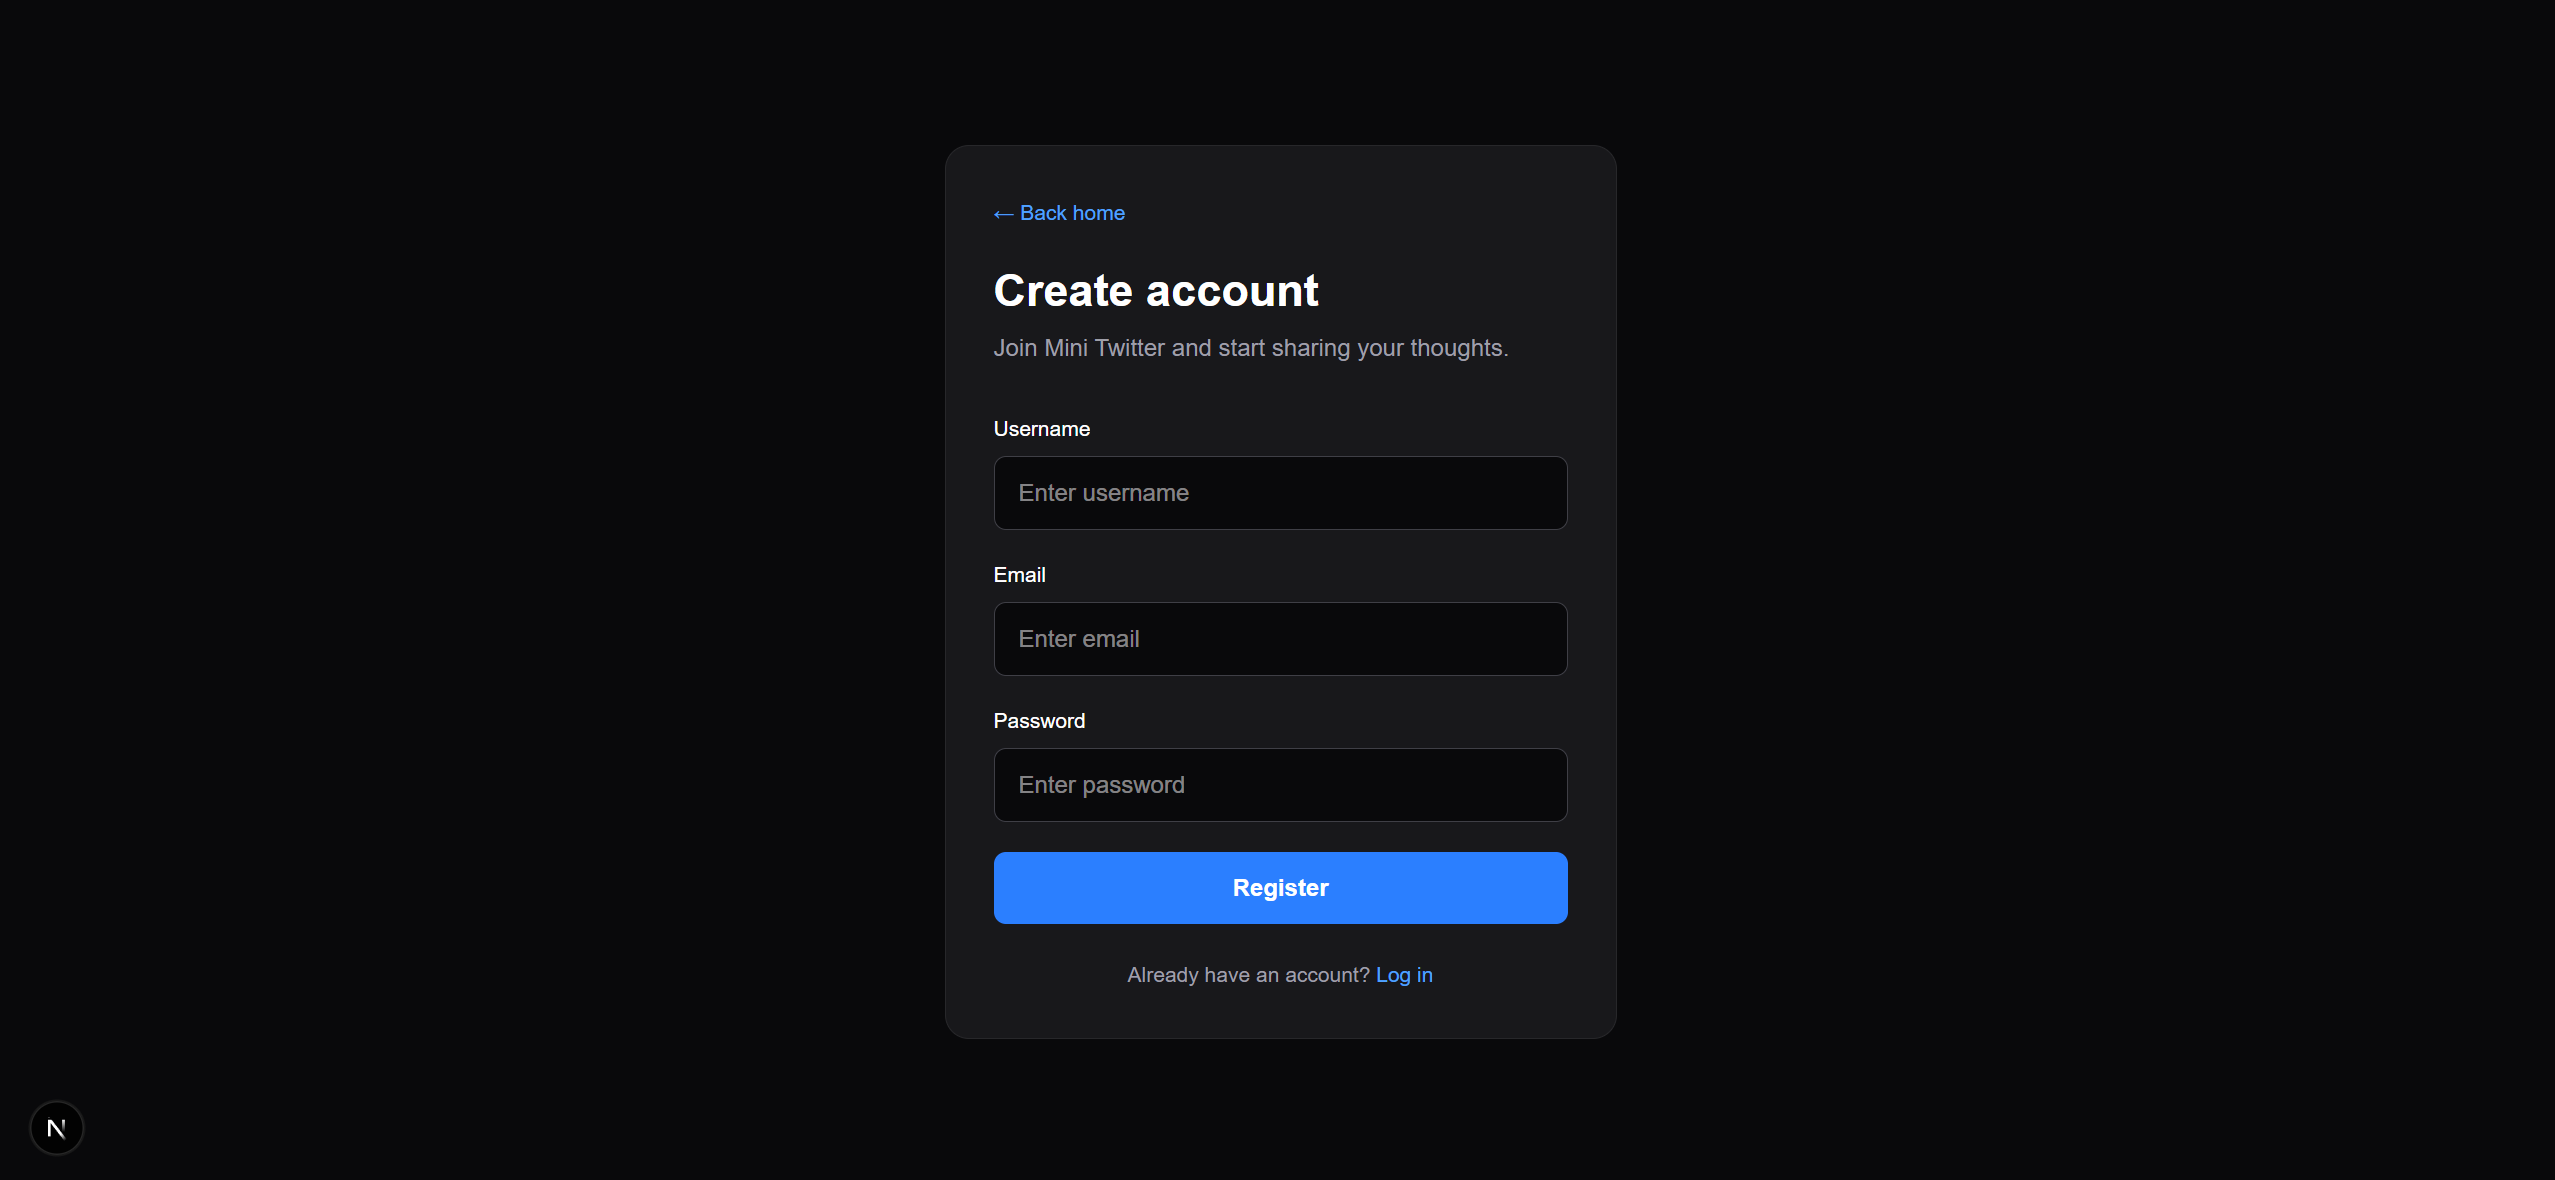 ← Back home
Create account
Join Mini Twitter and start sharing your thoughts.
Username
Enter username
Email
Enter email
Password
Enter password
Register
Already have an account? Log in
N